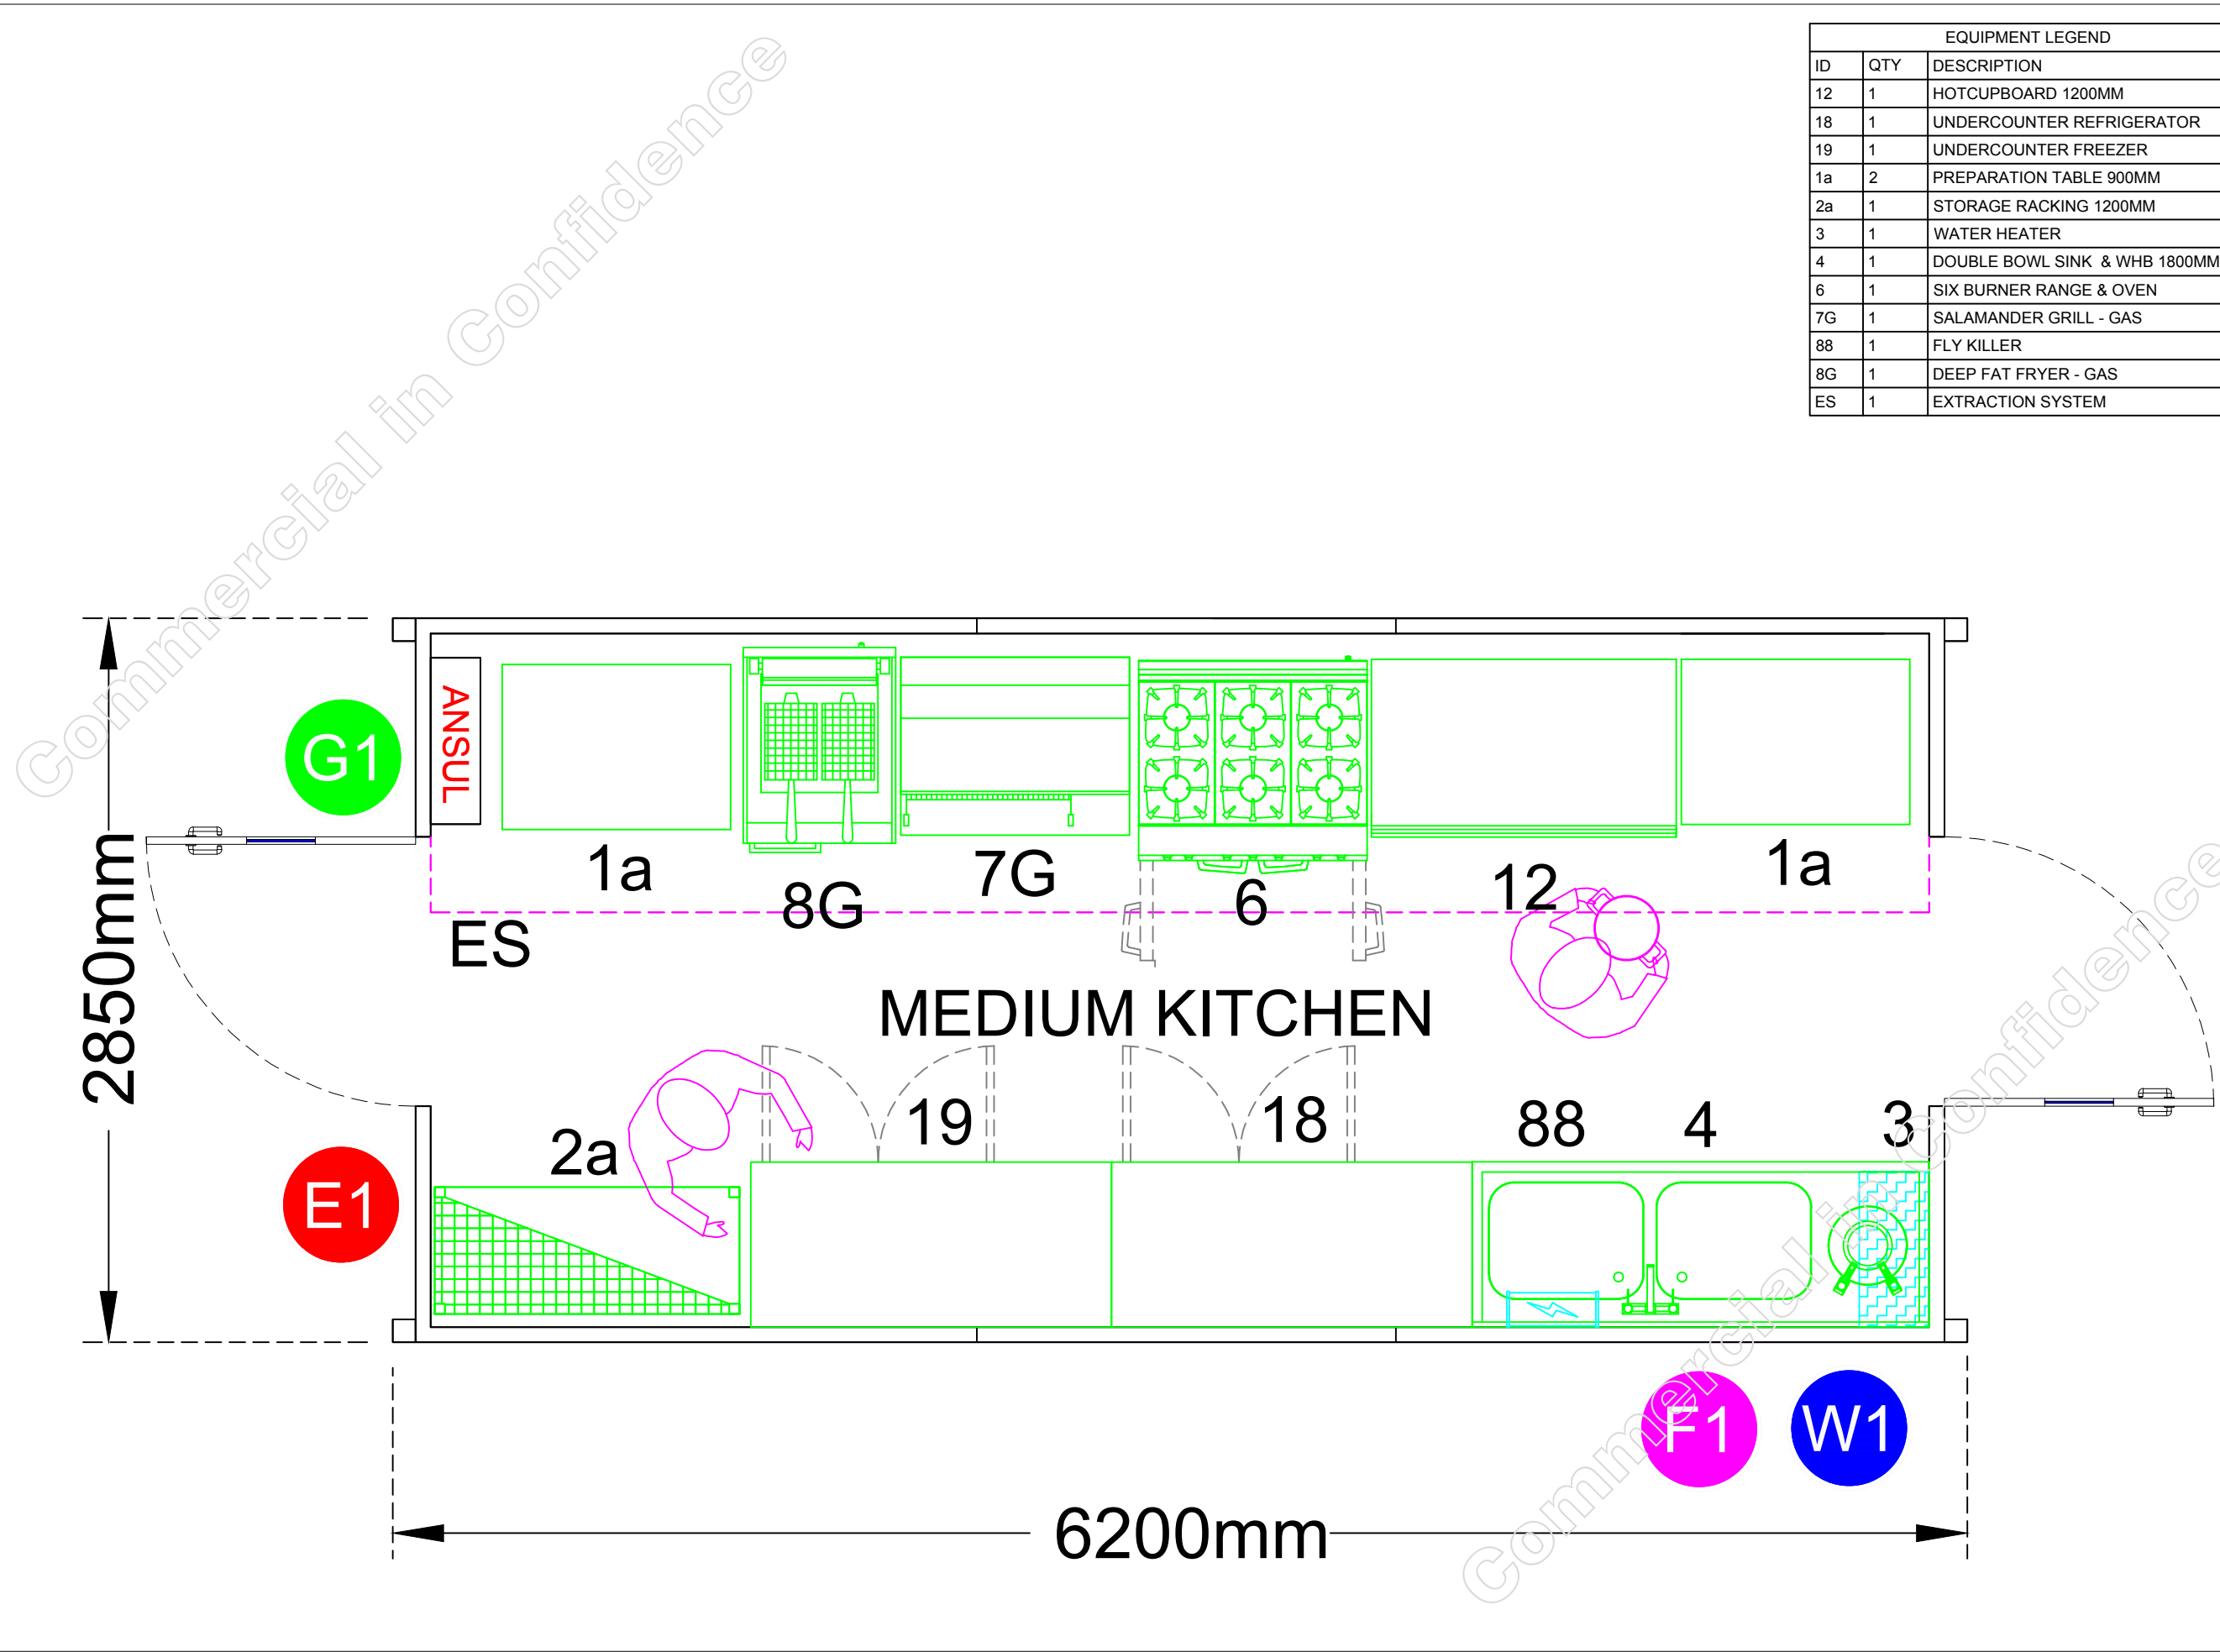 EQUIPMENT LEGEND
ID QTY DESCRIPTION
12 1 HOTCUPBOARD 1200MM
18 1 UNDERCOUNTER REFRIGERATOR
19 1 UNDERCOUNTER FREEZER
1a 2 PREPARATION TABLE 900MM
2a 1 STORAGE RACKING 1200MM
3 1 WATER HEATER
4 1 DOUBLE BOWL SINK & WHB 1800MM
6 1 SIX BURNER RANGE & OVEN
7G 1 SALAMANDER GRILL - GAS
88 1 FLY KILLER
8G 1 DEEP FAT FRYER - GAS
ES 1 EXTRACTION SYSTEM
Commercial in Confidence
G1
ANSUL
1a
8G
7G
6
12
1a
ES
2850mm
MEDIUM KITCHEN
2a
19
18
88
4
3
E1
F1
W1
6200mm
Commercial in Confidence